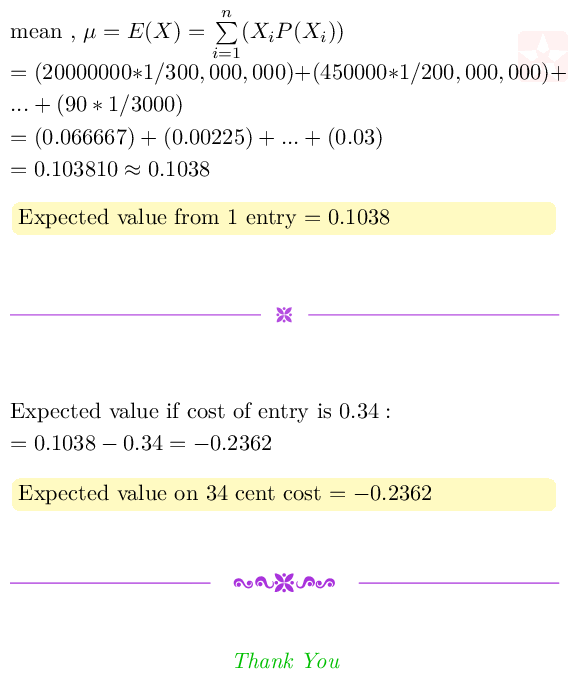 mean , μ = E(X) = \sum_{i=1}^{n}(X_iP(X_i))
= (20000000*1/300,000,000)+(450000*1/200,000,000)+
... + (90 * 1/3000)
= (0.066667) + (0.00225) + ... + (0.03)
= 0.103810 ≈ 0.1038
Expected value from 1 entry = 0.1038
Expected value if cost of entry is 0.34 :
= 0.1038 − 0.34 = −0.2362
Expected value on 34 cent cost = −0.2362
Thank You